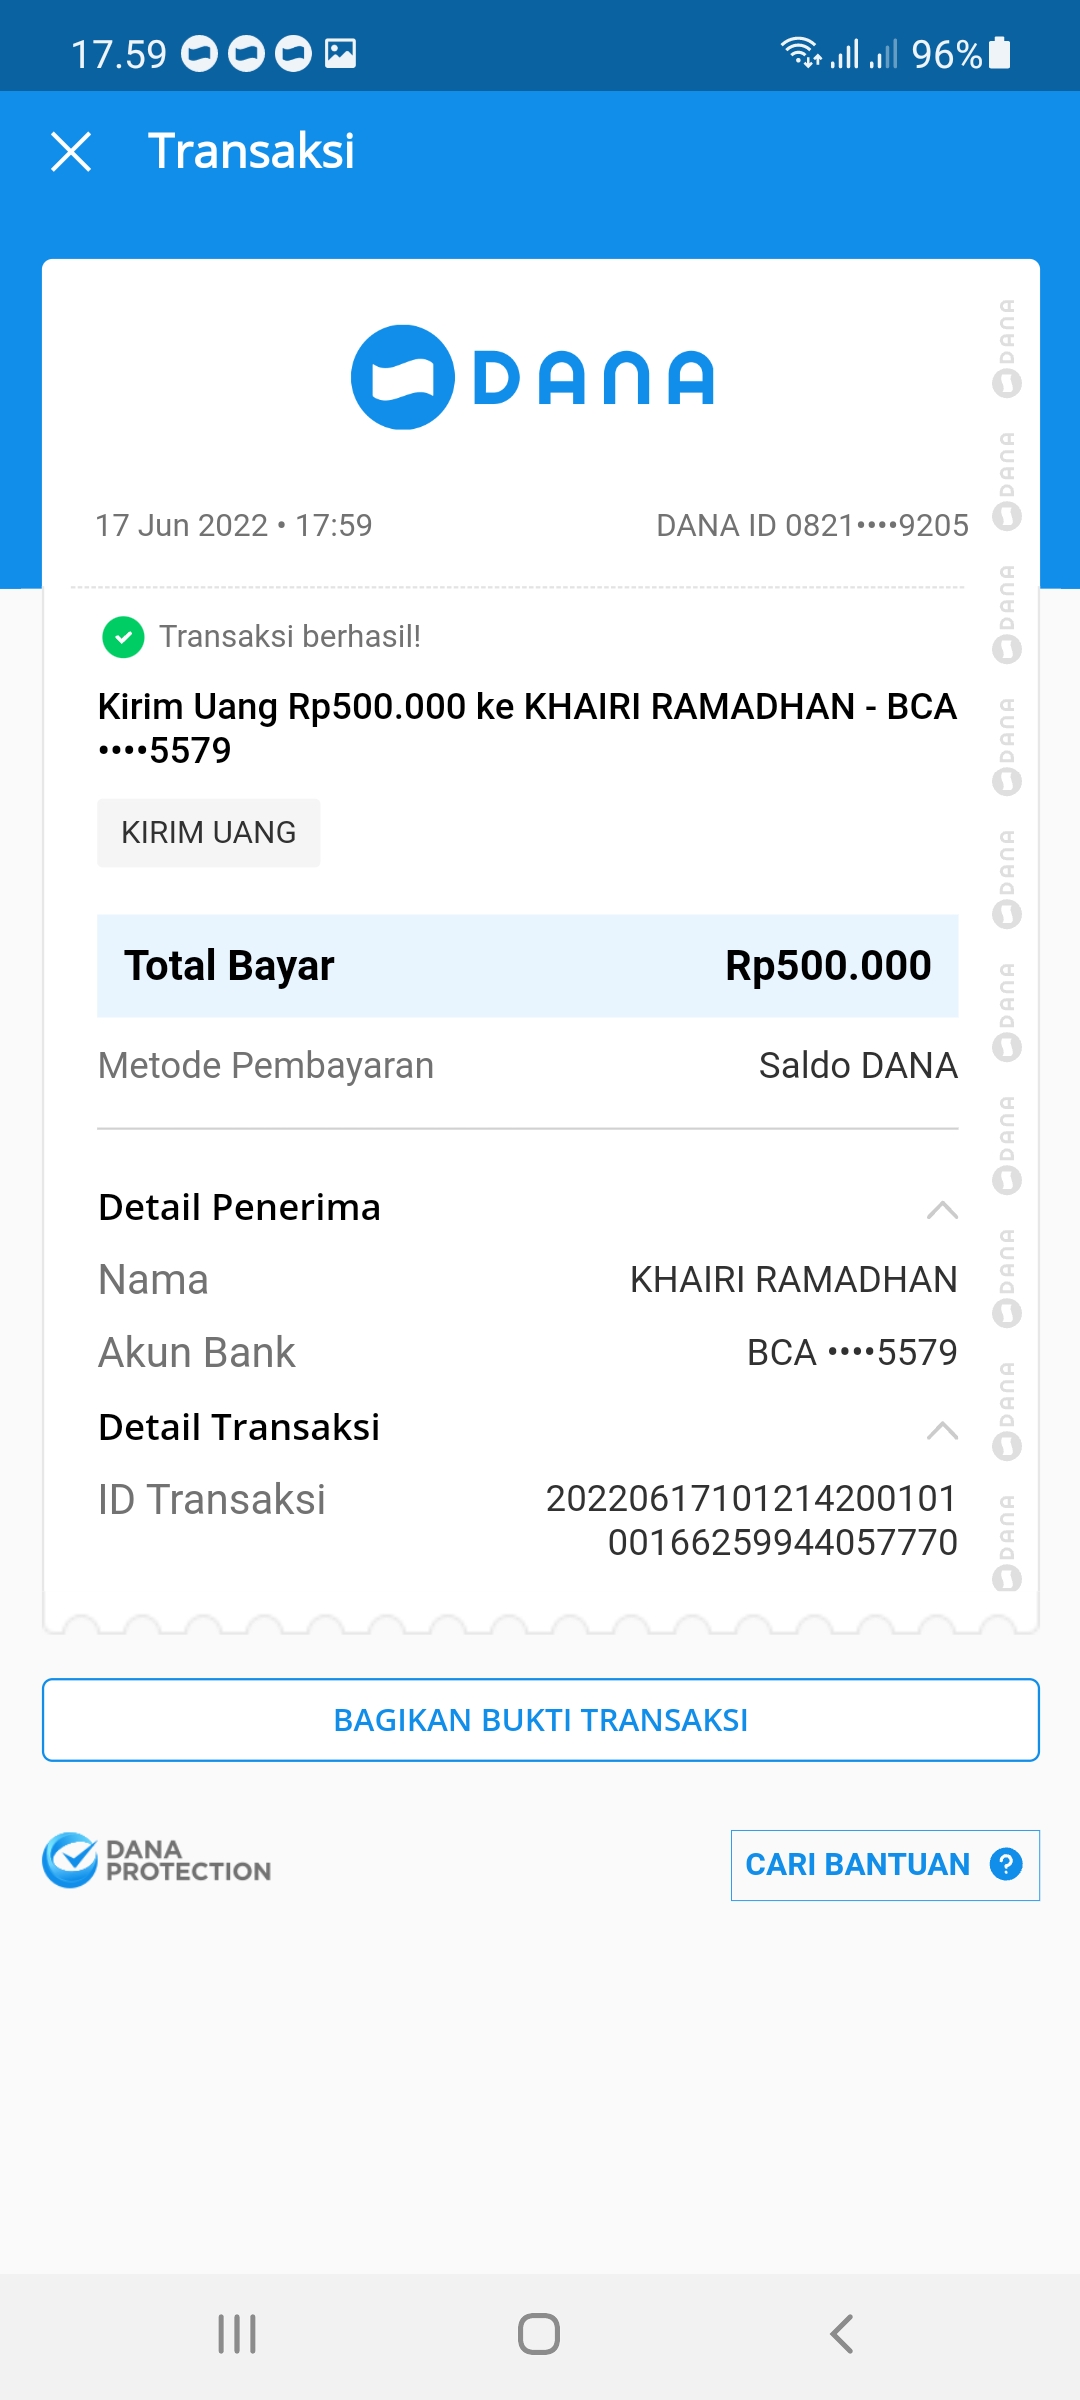 17.59 96%
Transaksi
DANA
17 Jun 2022 • 17:59 DANA ID 0821••••9205
Transaksi berhasil!
Kirim Uang Rp500.000 ke KHAIRI RAMADHAN - BCA
••••5579
KIRIM UANG
Total Bayar Rp500.000
Metode Pembayaran Saldo DANA
Detail Penerima
Nama KHAIRI RAMADHAN
Akun Bank BCA ••••5579
Detail Transaksi
ID Transaksi 20220617101214200101
00166259944057770
DANA
DANA
DANA
DANA
DANA
DANA
DANA
DANA
DANA
DANA
BAGIKAN BUKTI TRANSAKSI
DANA
PROTECTION
CARI BANTUAN ?